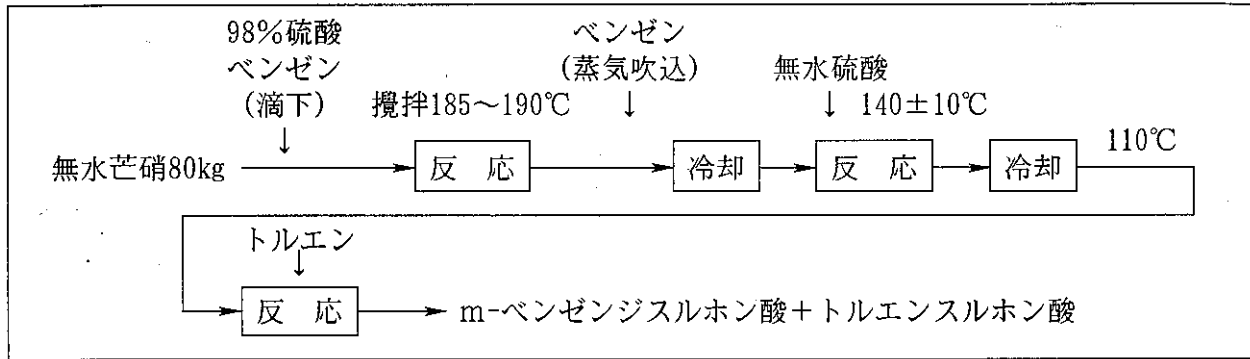 98%硫酸
ベンゼン
(滴下)
攪拌185～190℃
ベンゼン
(蒸気吹込)
無水硫酸
140±10℃
110℃
無水芒硝80kg
反 応
冷却
反 応
冷却
トルエン
反 応
m-ベンゼンジスルホン酸＋トルエンスルホン酸